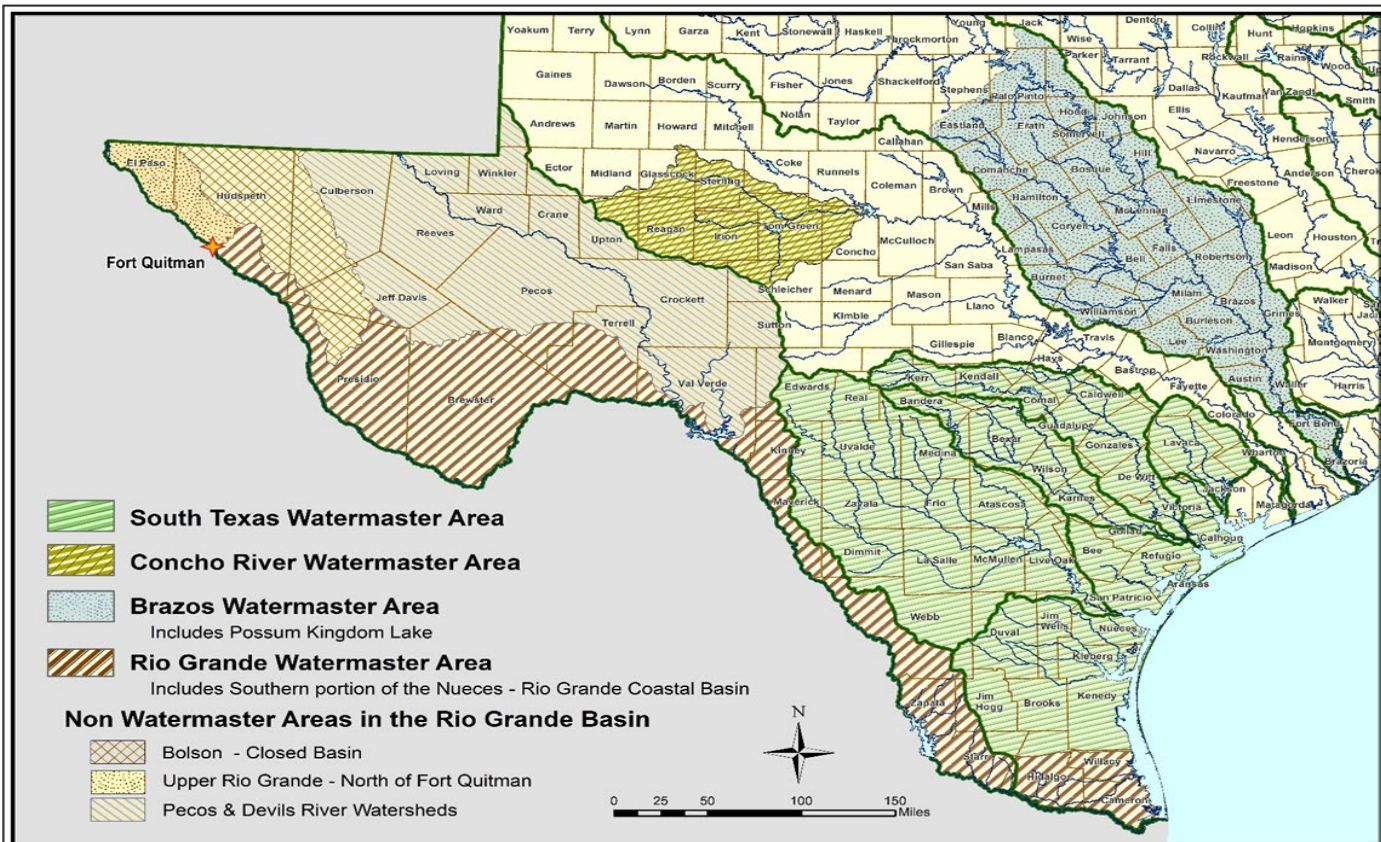 Yoakum Terry Lynn Garza Kent Stonewall Haskell Throckmorton Young Jack Wise Denton Collin Hunt Hopkins
Gaines Dawson Borden Scurry Fisher Jones Shackelford Stephens Palo Pinto Parker Tarrant Dallas Rockwall Kaufman Van Zandt Rains Wood Smith
Andrews Martin Howard Mitchell Nolan Taylor Callahan Eastland Erath Hood Somervell Johnson Ellis Navarro Henderson
El Paso Hudspeth Culberson Loving Winkler Ector Midland Glasscock Sterling Coke Runnels Coleman Brown Comanche Bosque Hill Freestone Anderson Cherok
Reeves Ward Crane Upton Reagan Irion Tom Green Concho McCulloch Mills Hamilton Coryell McLennan Limestone Falls Leon Houston
Fort Quitman
Jeff Davis Pecos Crockett Schleicher Menard San Saba Lampasas Burnet Bell Robertson Madison
Presidio Brewster Terrell Val Verde Sutton Kimble Mason Llano Williamson Milam Burleson Brazos Grimes Walker Montgomery
Gillespie Blanco Hays Travis Bastrop Lee Washington Austin Waller Harris
Edwards Real Kerr Bandera Kendall Comal Caldwell Fayette Colorado Fort Bend Brazoria
Kinney Uvalde Medina Bexar Guadalupe Wilson Gonzales De Witt Lavaca Wharton Jackson Matagorda
Maverick Zavala Frio Atascosa Karnes Goliad Victoria Calhoun
Dimmit La Salle McMullen Live Oak Bee Refugio Aransas San Patricio
Webb Duval Jim Wells Nueces Kleberg
Zapata Jim Hogg Brooks Kenedy
Starr Hidalgo Willacy Cameron
South Texas Watermaster Area
Concho River Watermaster Area
Brazos Watermaster Area
Includes Possum Kingdom Lake
Rio Grande Watermaster Area
Includes Southern portion of the Nueces - Rio Grande Coastal Basin
Non Watermaster Areas in the Rio Grande Basin
Bolson - Closed Basin
Upper Rio Grande - North of Fort Quitman
Pecos & Devils River Watersheds
N
0 25 50 100 150
Miles